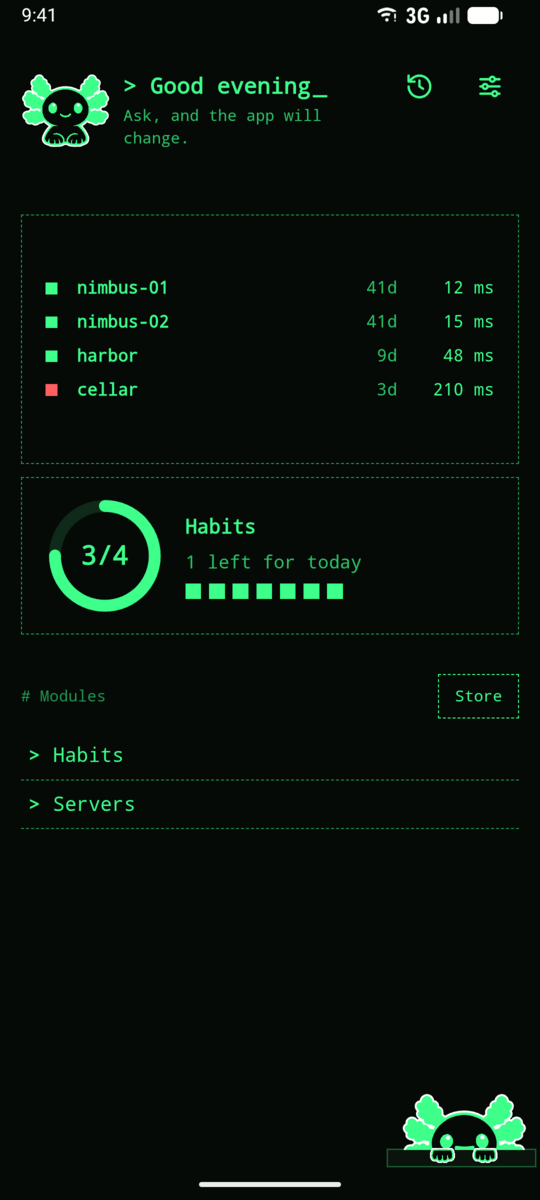 9:41
3G
> Good evening_
Ask, and the app will
change.
nimbus-01 41d 12 ms
nimbus-02 41d 15 ms
harbor 9d 48 ms
cellar 3d 210 ms
3/4
Habits
1 left for today
# Modules
Store
> Habits
> Servers